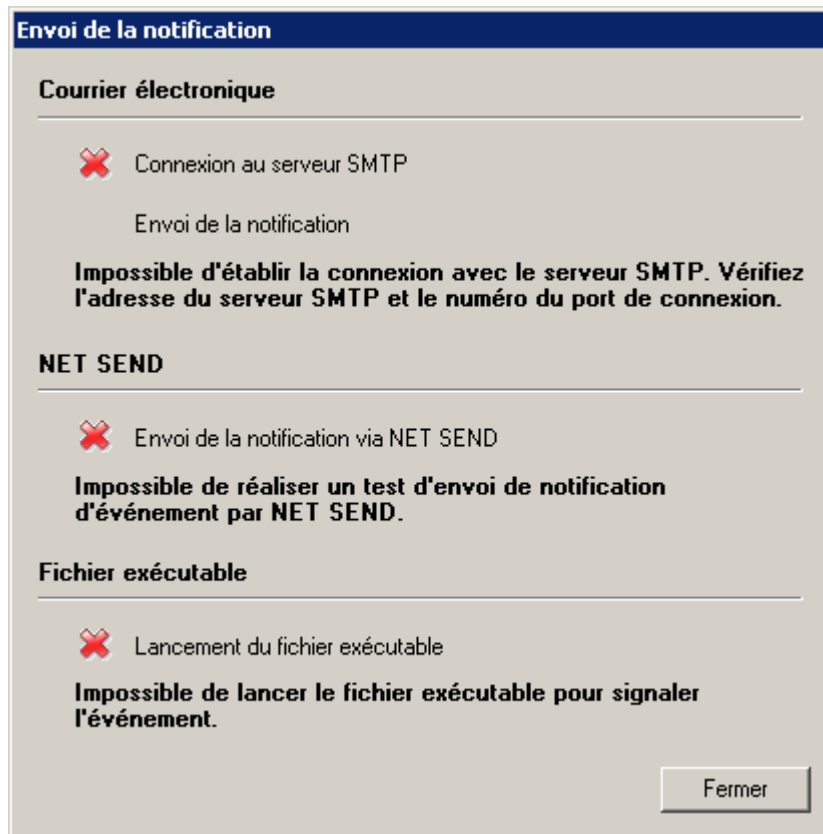 Envoi de la notification
Courrier électronique
Connexion au serveur SMTP
Envoi de la notification
Impossible d'établir la connexion avec le serveur SMTP. Vérifiez
l'adresse du serveur SMTP et le numéro du port de connexion.
NET SEND
Envoi de la notification via NET SEND
Impossible de réaliser un test d'envoi de notification
d'événement par NET SEND.
Fichier exécutable
Lancement du fichier exécutable
Impossible de lancer le fichier exécutable pour signaler
l'événement.
Fermer